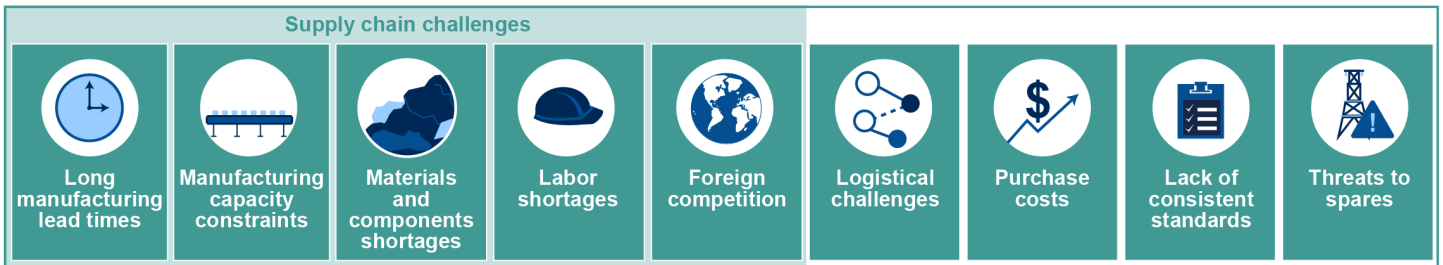 Supply chain challenges
Long
manufacturing
lead times
Manufacturing
capacity
constraints
Materials
and
components
shortages
Labor
shortages
Foreign
competition
Logistical
challenges
$
Purchase
costs
Lack of
consistent
standards
!
Threats to
spares